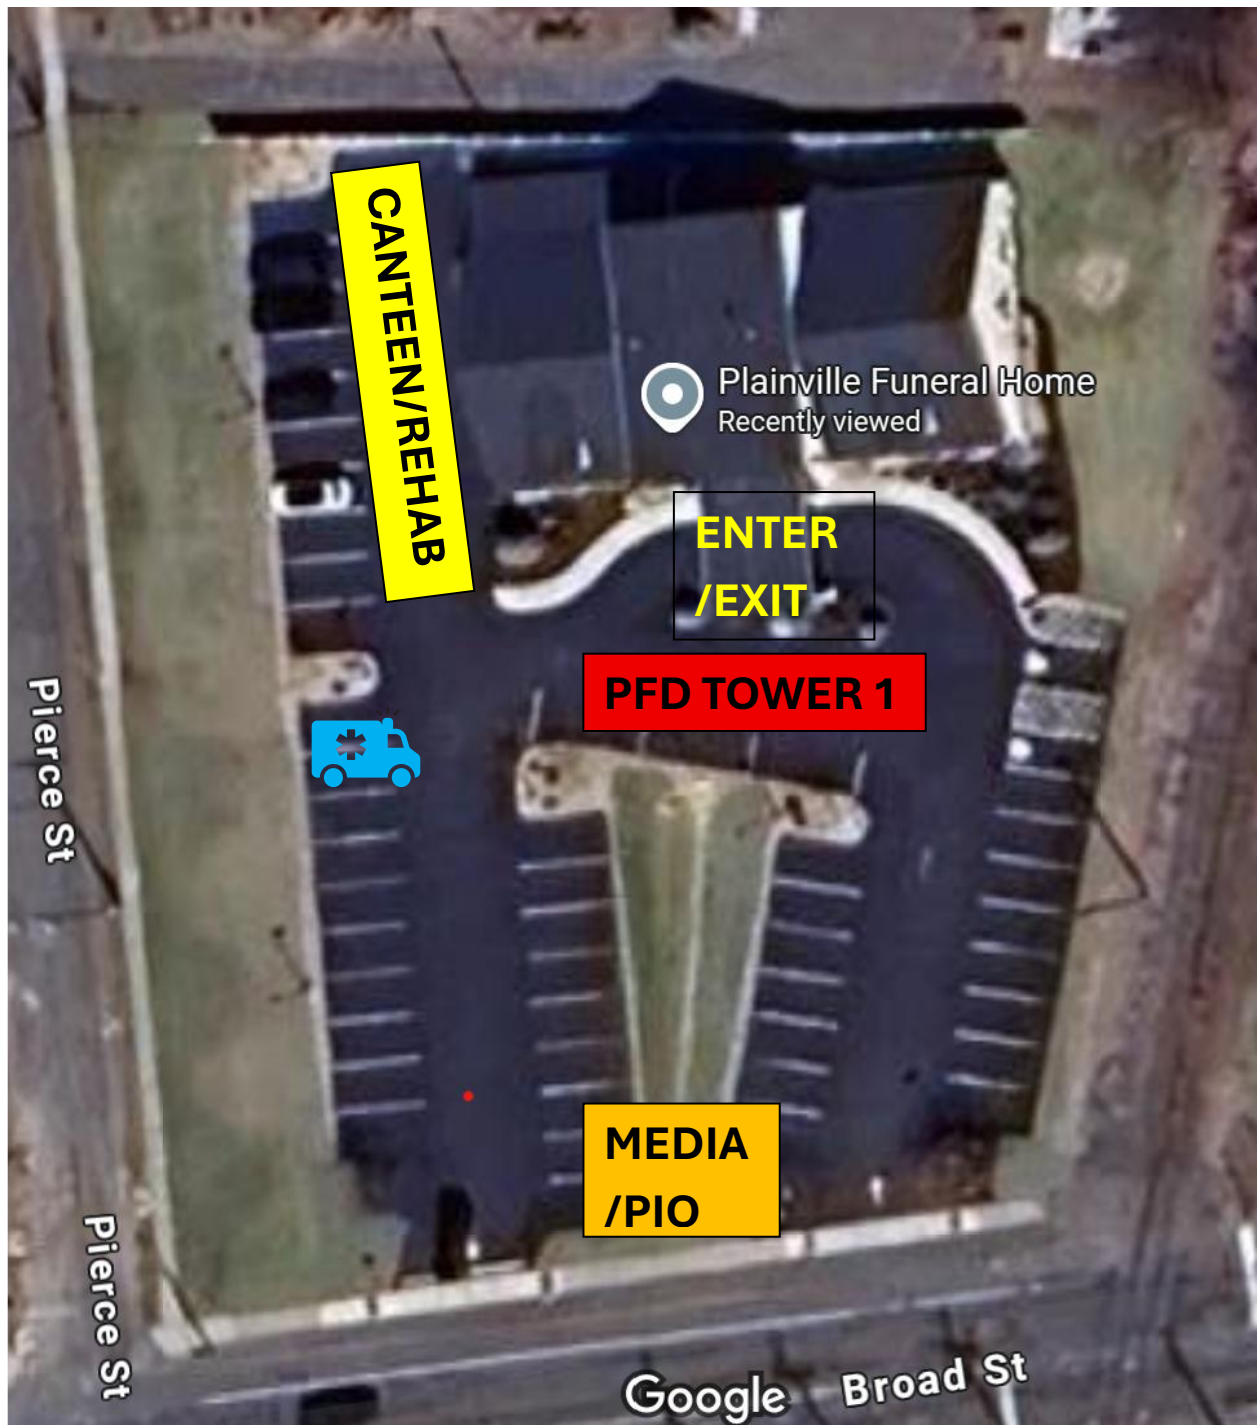 CANTEEN/REHAB
Plainville Funeral Home
Recently viewed
ENTER
/EXIT
PFD TOWER 1
Pierce St
MEDIA
/PIO
Pierce St
Google
Broad St